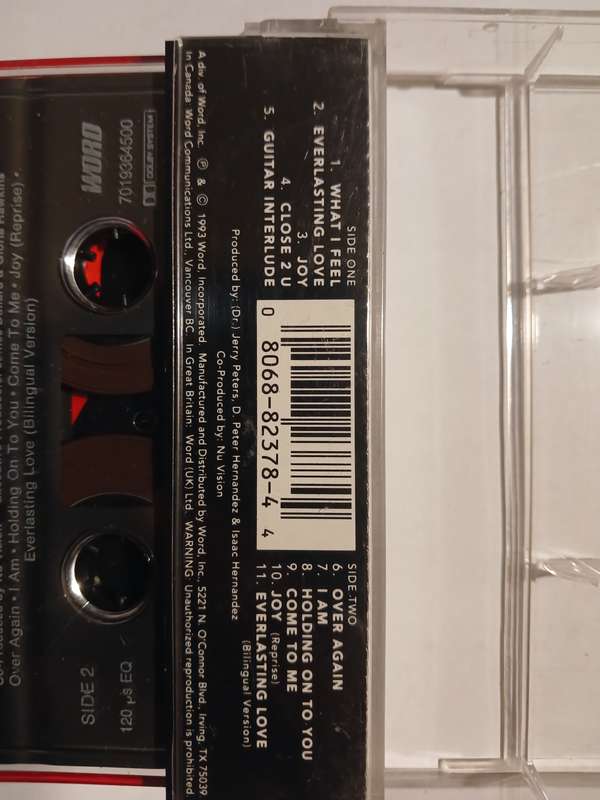 SIDE ONE
1. WHAT I FEEL
2. EVERLASTING LOVE
3. JOY
4. CLOSE 2 U
5. GUITAR INTERLUDE
0 8068-82378-4 4
SIDE TWO
6. OVER AGAIN
7. I AM
8. HOLDING ON TO YOU
9. COME TO ME
10. JOY (Reprise)
11. EVERLASTING LOVE
(Bilingual Version)
Produced by: (Dr.) Jerry Peters, D. Peter Hernandez & Isaac Hernandez
Co-Produced by: Nu Vision
A div. of Word, Inc. ℗ & © 1993 Word, Incorporated. Manufactured and Distributed by Word, Inc., 5221 N. O'Connor Blvd., Irving, TX 75039.
In Canada: Word Communications Ltd., Vancouver BC. In Great Britain: Word (UK) Ltd. WARNING: Unauthorized reproduction is prohibited.
DOLBY SYSTEM
WORD
7019364500
SIDE 2
120 µs EQ
Everlasting Love (Bilingual Version)
Over Again • I Am • Holding On To You • Come To Me • Joy (Reprise) •